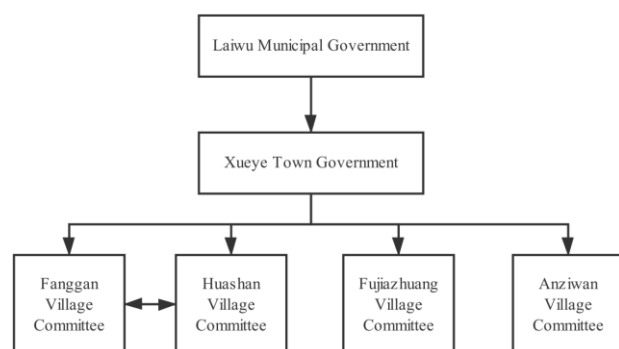 Laiwu Municipal Government
Xueye Town Government
Fanggan
Village
Committee
Huashan
Village
Committee
Fujiazhuang
Village
Committee
Anziwan
Village
Committee